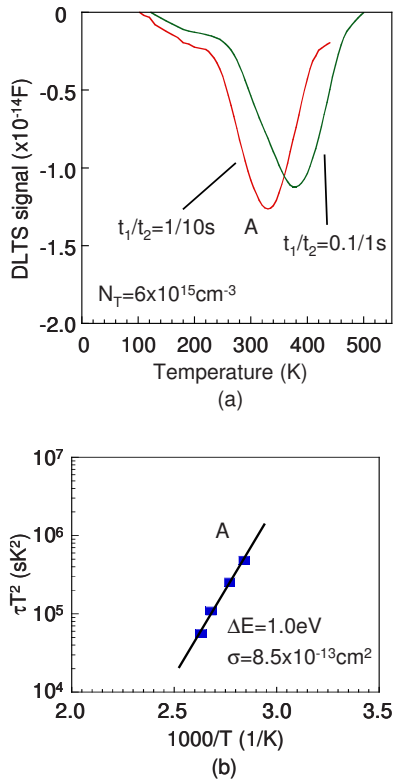 0
-0.5
-1.0
-1.5
-2.0
DLTS signal (x10⁻¹⁴F)
t₁/t₂=1/10s
A
t₁/t₂=0.1/1s
N_T=6x10¹⁵cm⁻³
0 100 200 300 400 500
Temperature (K)
(a)
10⁷
10⁶
10⁵
10⁴
τT² (sK²)
A
ΔE=1.0eV
σ=8.5x10⁻¹³cm²
2.0 2.5 3.0 3.5
1000/T (1/K)
(b)